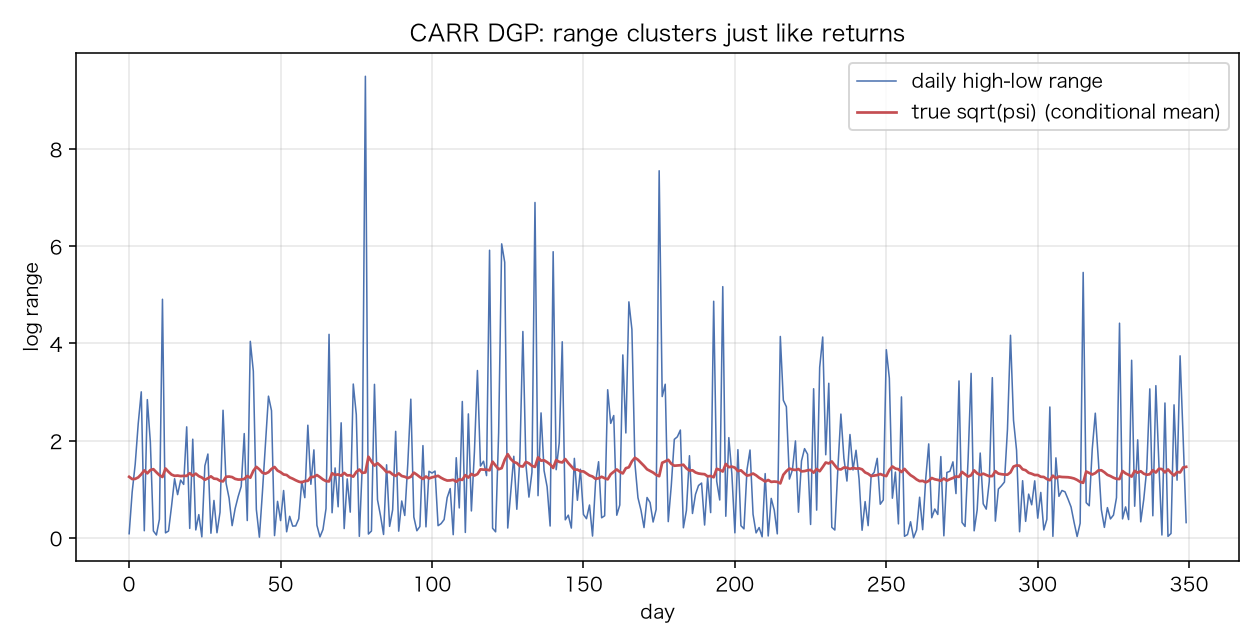 CARR DGP: range clusters just like returns
daily high-low range
true sqrt(psi) (conditional mean)
log range
8
6
4
2
0
0 50 100 150 200 250 300 350
day